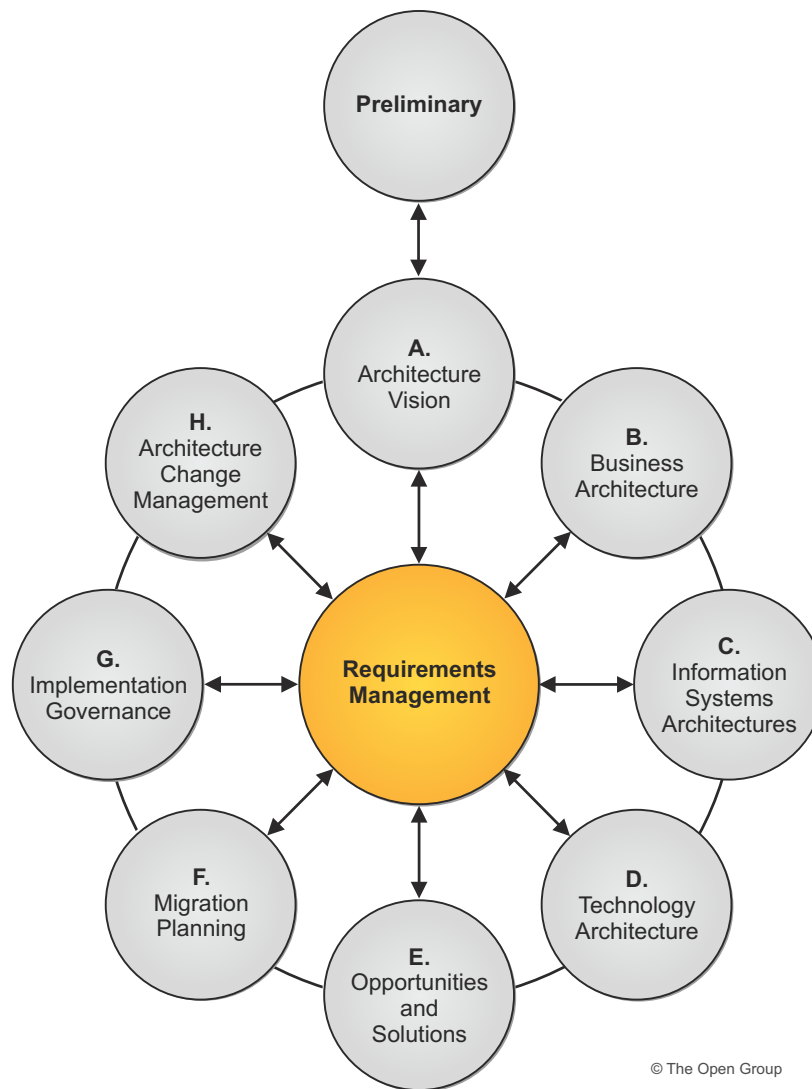 Preliminary
A.
Architecture
Vision
H.
Architecture
Change
Management
B.
Business
Architecture
G.
Implementation
Governance
Requirements
Management
C.
Information
Systems
Architectures
F.
Migration
Planning
D.
Technology
Architecture
E.
Opportunities
and
Solutions
© The Open Group